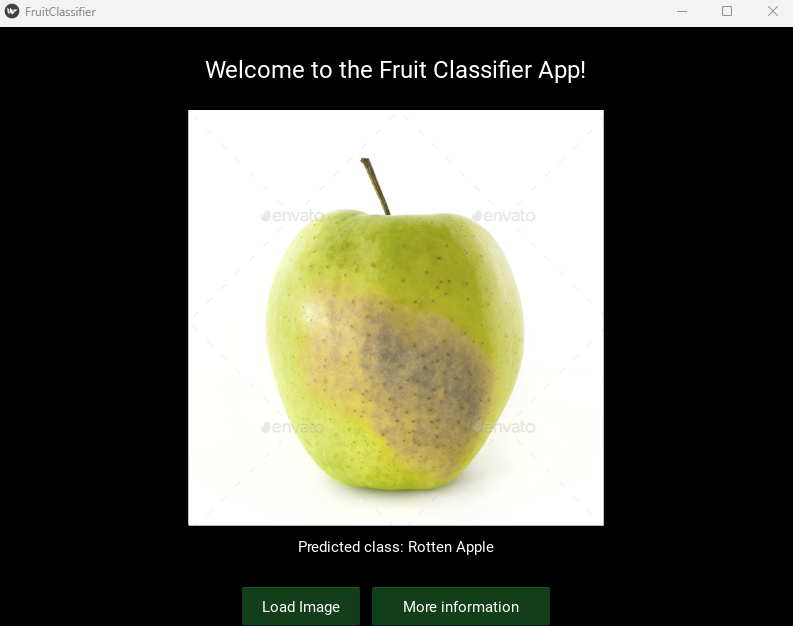 FruitClassifier
Welcome to the Fruit Classifier App!
envato envato
envato envato
Predicted class: Rotten Apple
Load Image More information